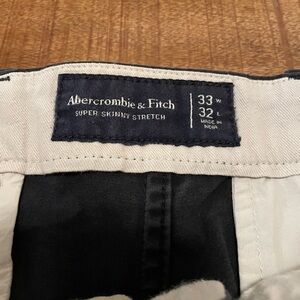 Abercrombie & Fitch
SUPER SKINNY STRETCH
33 W
32 L
MADE IN
INDIA